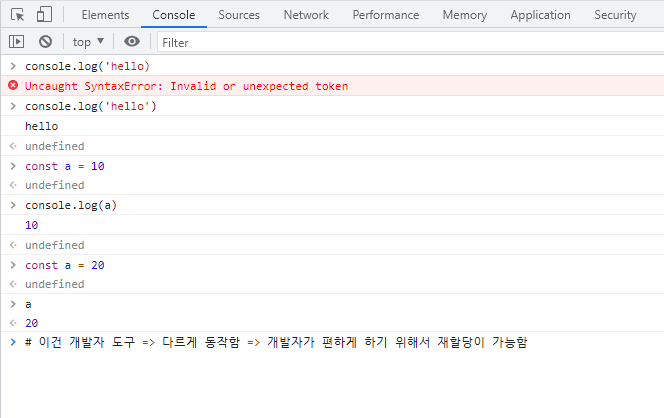 Elements Console Sources Network Performance Memory Application Security
top ▼ Filter
> console.log('hello)
Uncaught SyntaxError: Invalid or unexpected token
> console.log('hello')
hello
<· undefined
> const a = 10
<· undefined
> console.log(a)
10
<· undefined
> const a = 20
<· undefined
> a
<· 20
> # 이건 개발자 도구 => 다르게 동작함 => 개발자가 편하게 하기 위해서 재할당이 가능함